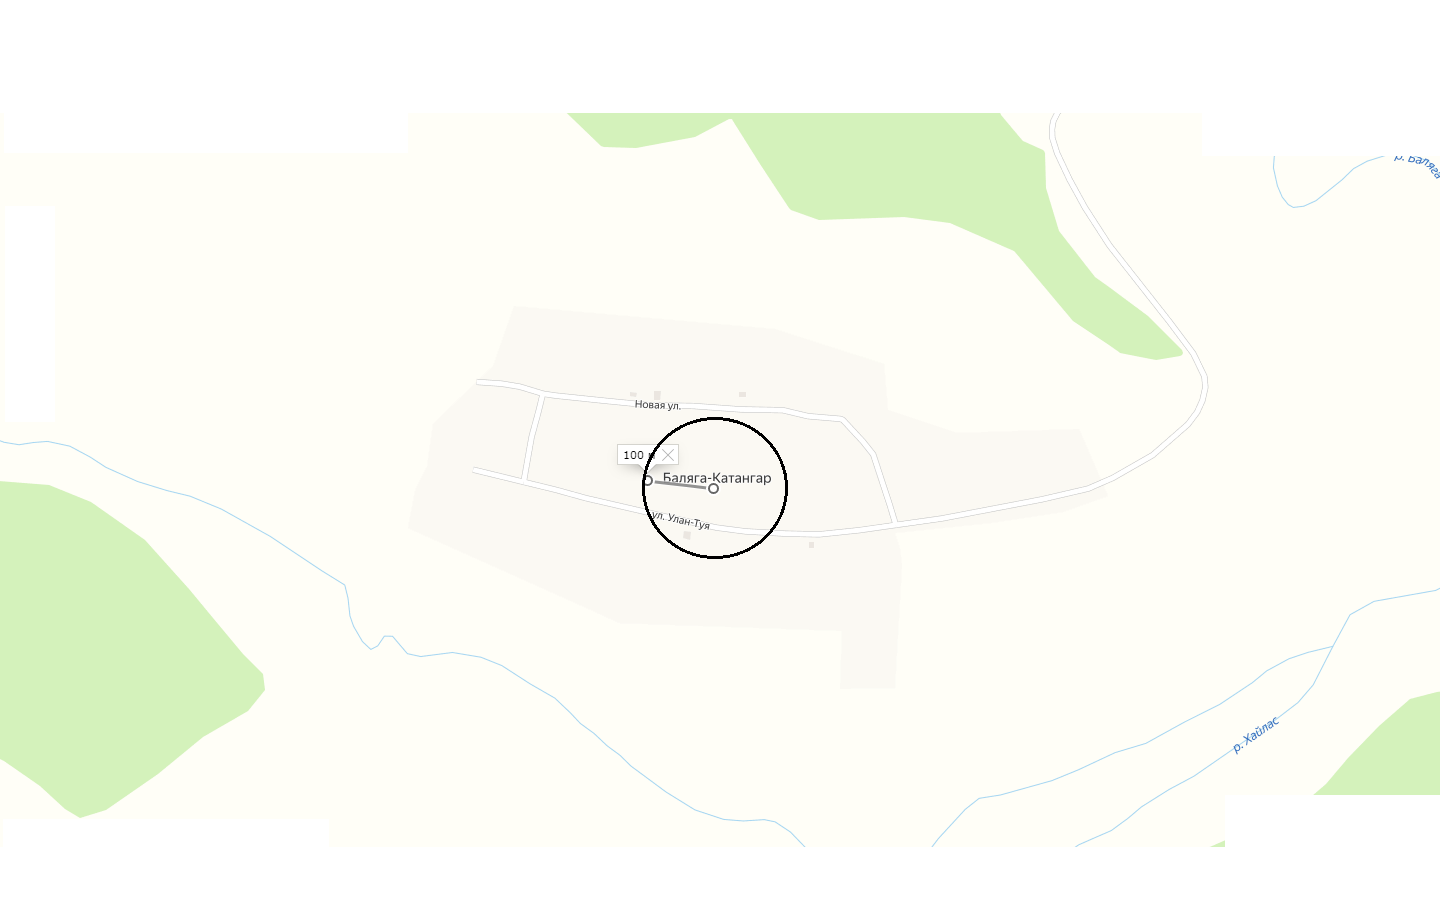 р. Баляга
Новая ул.
100 м
Баляга-Катангар
ул. Улан-Туя
р. Хайлас